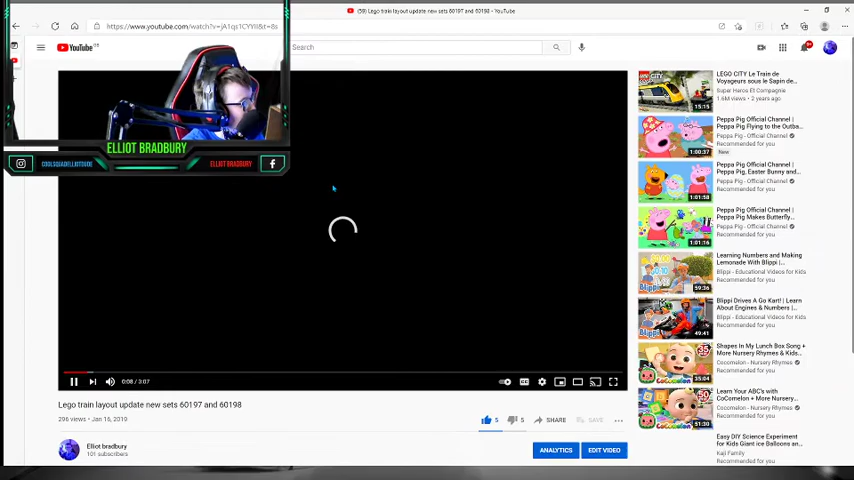 (59) Lego train layout update new sets 60197 and 60198 - YouTube
https://www.youtube.com/watch?v=jA1qs1CYVII&t=8s
YouTube
GB
Search
ELLIOT BRADBURY
COOLSQUADELLIOTDUDE
ELLIOT BRADBURY
0:08 / 3:07
Lego train layout update new sets 60197 and 60198
296 views • Jan 16, 2019
5
5
SHARE
SAVE
Elliot bradbury
101 subscribers
ANALYTICS
EDIT VIDEO
LEGO CITY Le Train de
Voyageurs sous le Sapin de...
Super Heros Et Compagnie
1.6M views • 2 years ago
15:15
Peppa Pig Official Channel |
Peppa Pig Flying to the Outba...
Peppa Pig - Official Channel
Recommended for you
New
1:00:37
Peppa Pig Official Channel |
Peppa Pig, Easter Bunny and...
Peppa Pig - Official Channel
Recommended for you
1:01:58
Peppa Pig Official Channel |
Peppa Pig Makes Butterfly...
Peppa Pig - Official Channel
Recommended for you
1:01:16
Learning Numbers and Making
Lemonade With Blippi |...
Blippi - Educational Videos for Kids
Recommended for you
59:36
Blippi Drives A Go Kart! | Learn
About Engines & Numbers |...
Blippi - Educational Videos for Kids
Recommended for you
49:41
Shapes In My Lunch Box Song +
More Nursery Rhymes & Kids...
Cocomelon - Nursery Rhymes
Recommended for you
35:04
Learn Your ABC's with
CoComelon + More Nursery...
Cocomelon - Nursery Rhymes
Recommended for you
51:30
Easy DIY Science Experiment
for Kids Giant ice Balloons an...
Kaji Family
Recommended for you